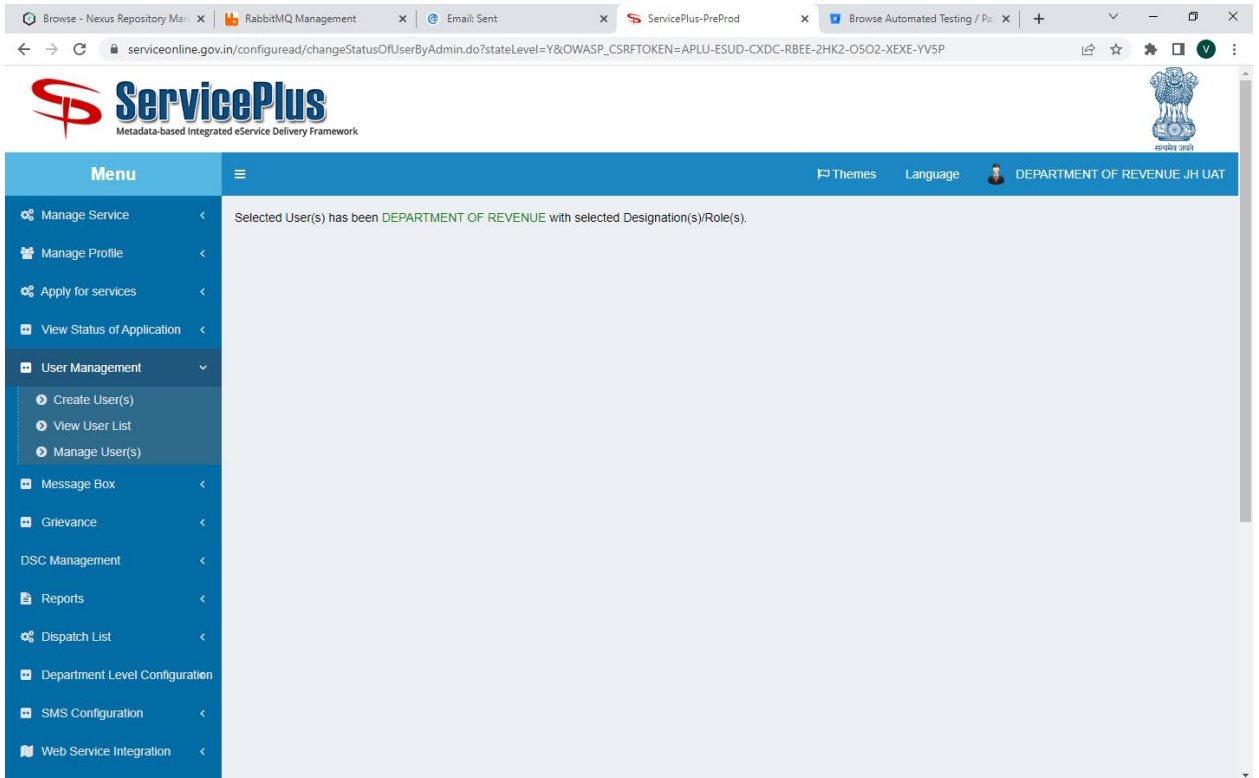 Browse - Nexus Repository Man
RabbitMQ Management
Email: Sent
ServicePlus-PreProd
Browse Automated Testing / Pa
serviceonline.gov.in/configuread/changeStatusOfUserByAdmin.do?stateLevel=Y&OWASP_CSRFTOKEN=APLU-ESUD-CXDC-RBEE-2HK2-O5O2-XEXE-YV5P
V
ServicePlus
Metadata-based Integrated eService Delivery Framework
सत्यमेव जयते
Menu
Themes
Language
DEPARTMENT OF REVENUE JH UAT
Manage Service
Selected User(s) has been DEPARTMENT OF REVENUE with selected Designation(s)/Role(s).
Manage Profile
Apply for services
View Status of Application
User Management
Create User(s)
View User List
Manage User(s)
Message Box
Grievance
DSC Management
Reports
Dispatch List
Department Level Configuration
SMS Configuration
Web Service Integration